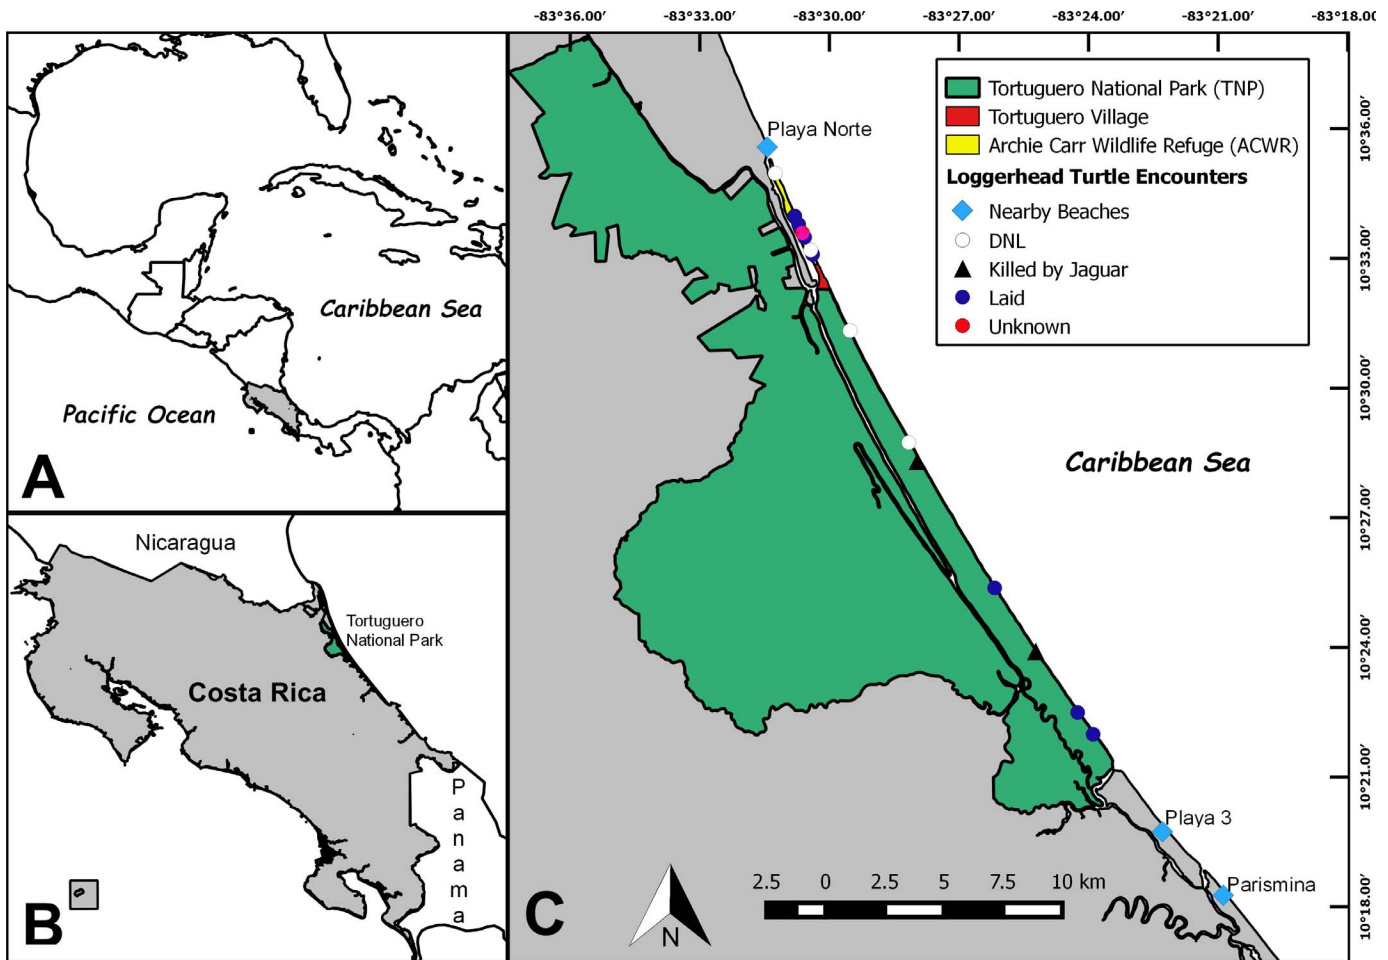 -83°36.00′ -83°33.00′ -83°30.00′ -83°27.00′ -83°24.00′ -83°21.00′ -83°18.00
Caribbean Sea
Pacific Ocean
A
Nicaragua
Tortuguero
National Park
Costa Rica
Panama
B
Playa Norte
Tortuguero National Park (TNP)
Tortuguero Village
Archie Carr Wildlife Refuge (ACWR)
Loggerhead Turtle Encounters
Nearby Beaches
DNL
Killed by Jaguar
Laid
Unknown
Caribbean Sea
Playa 3
Parismina
2.5 0 2.5 5 7.5 10 km
N
C
10°36.00′
10°33.00′
10°30.00′
10°27.00′
10°24.00′
10°21.00′
10°18.00′